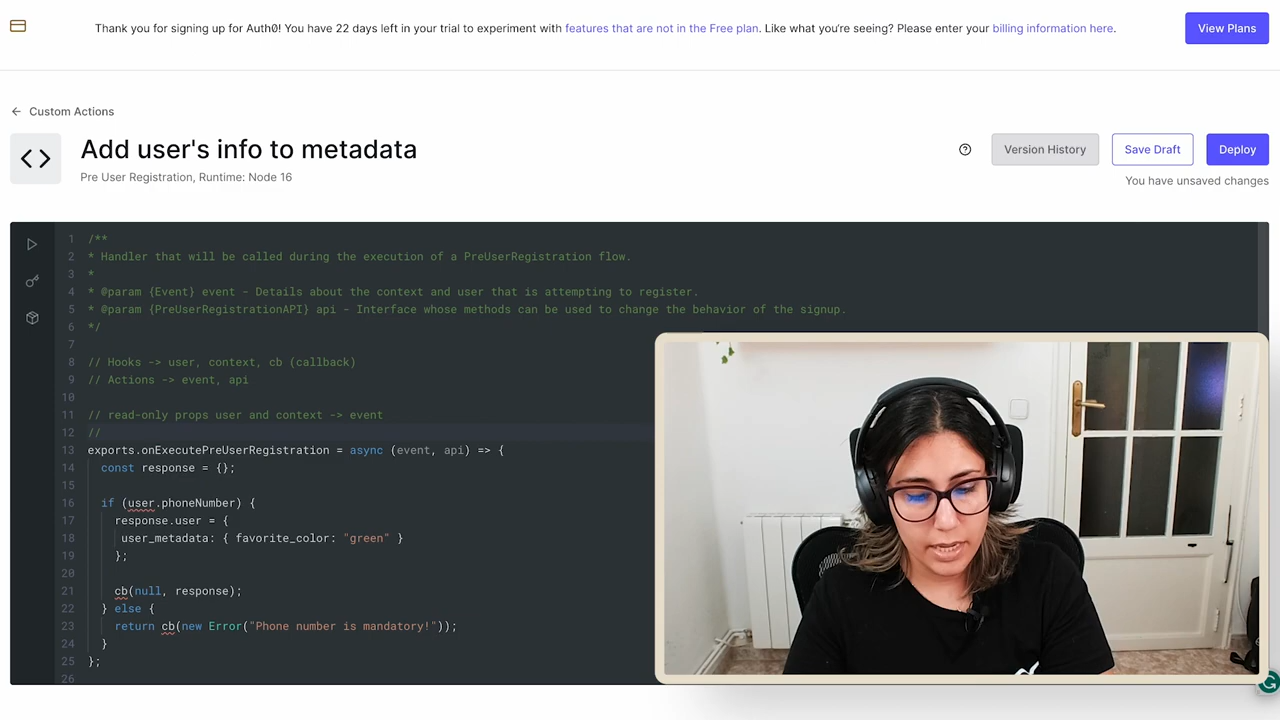 Thank you for signing up for Auth0! You have 22 days left in your trial to experiment with features that are not in the Free plan. Like what you're seeing? Please enter your billing information here.
View Plans
Custom Actions
Add user's info to metadata
Pre User Registration, Runtime: Node 16
Version History
Save Draft
Deploy
You have unsaved changes
1 /**
2 * Handler that will be called during the execution of a PreUserRegistration flow.
3 *
4 * @param {Event} event - Details about the context and user that is attempting to register.
5 * @param {PreUserRegistrationAPI} api - Interface whose methods can be used to change the behavior of the signup.
6 */
7
8 // Hooks -> user, context, cb (callback)
9 // Actions -> event, api
10
11 // read-only props user and context -> event
12 //
13 exports.onExecutePreUserRegistration = async (event, api) => {
14 const response = {};
15
16 if (user.phoneNumber) {
17 response.user = {
18 user_metadata: { favorite_color: "green" }
19 };
20
21 cb(null, response);
22 } else {
23 return cb(new Error("Phone number is mandatory!"));
24 }
25 };
26